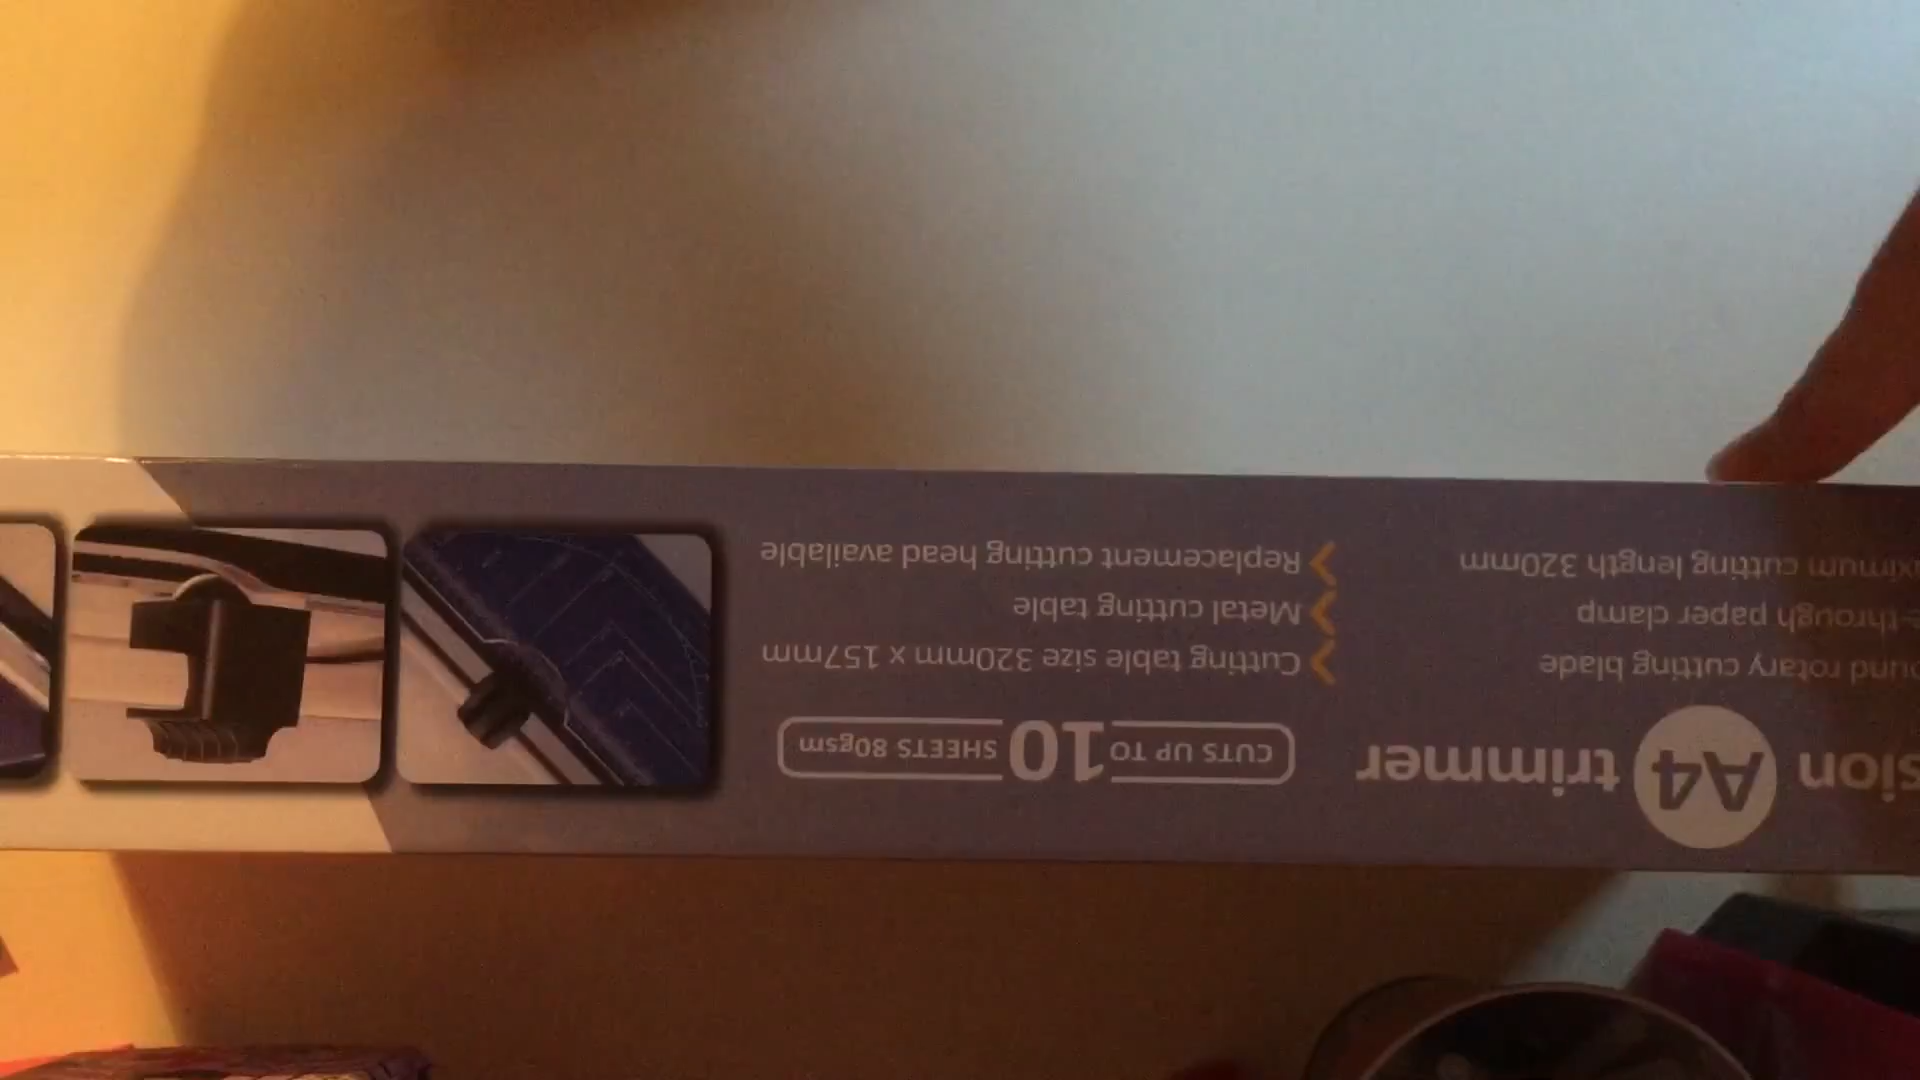 sion A4 trimmer
CUTS UP TO 10 SHEETS 80gsm
ound rotary cutting blade
e-through paper clamp
ximum cutting length 320mm
Cutting table size 320mm x 157mm
Metal cutting table
Replacement cutting head available